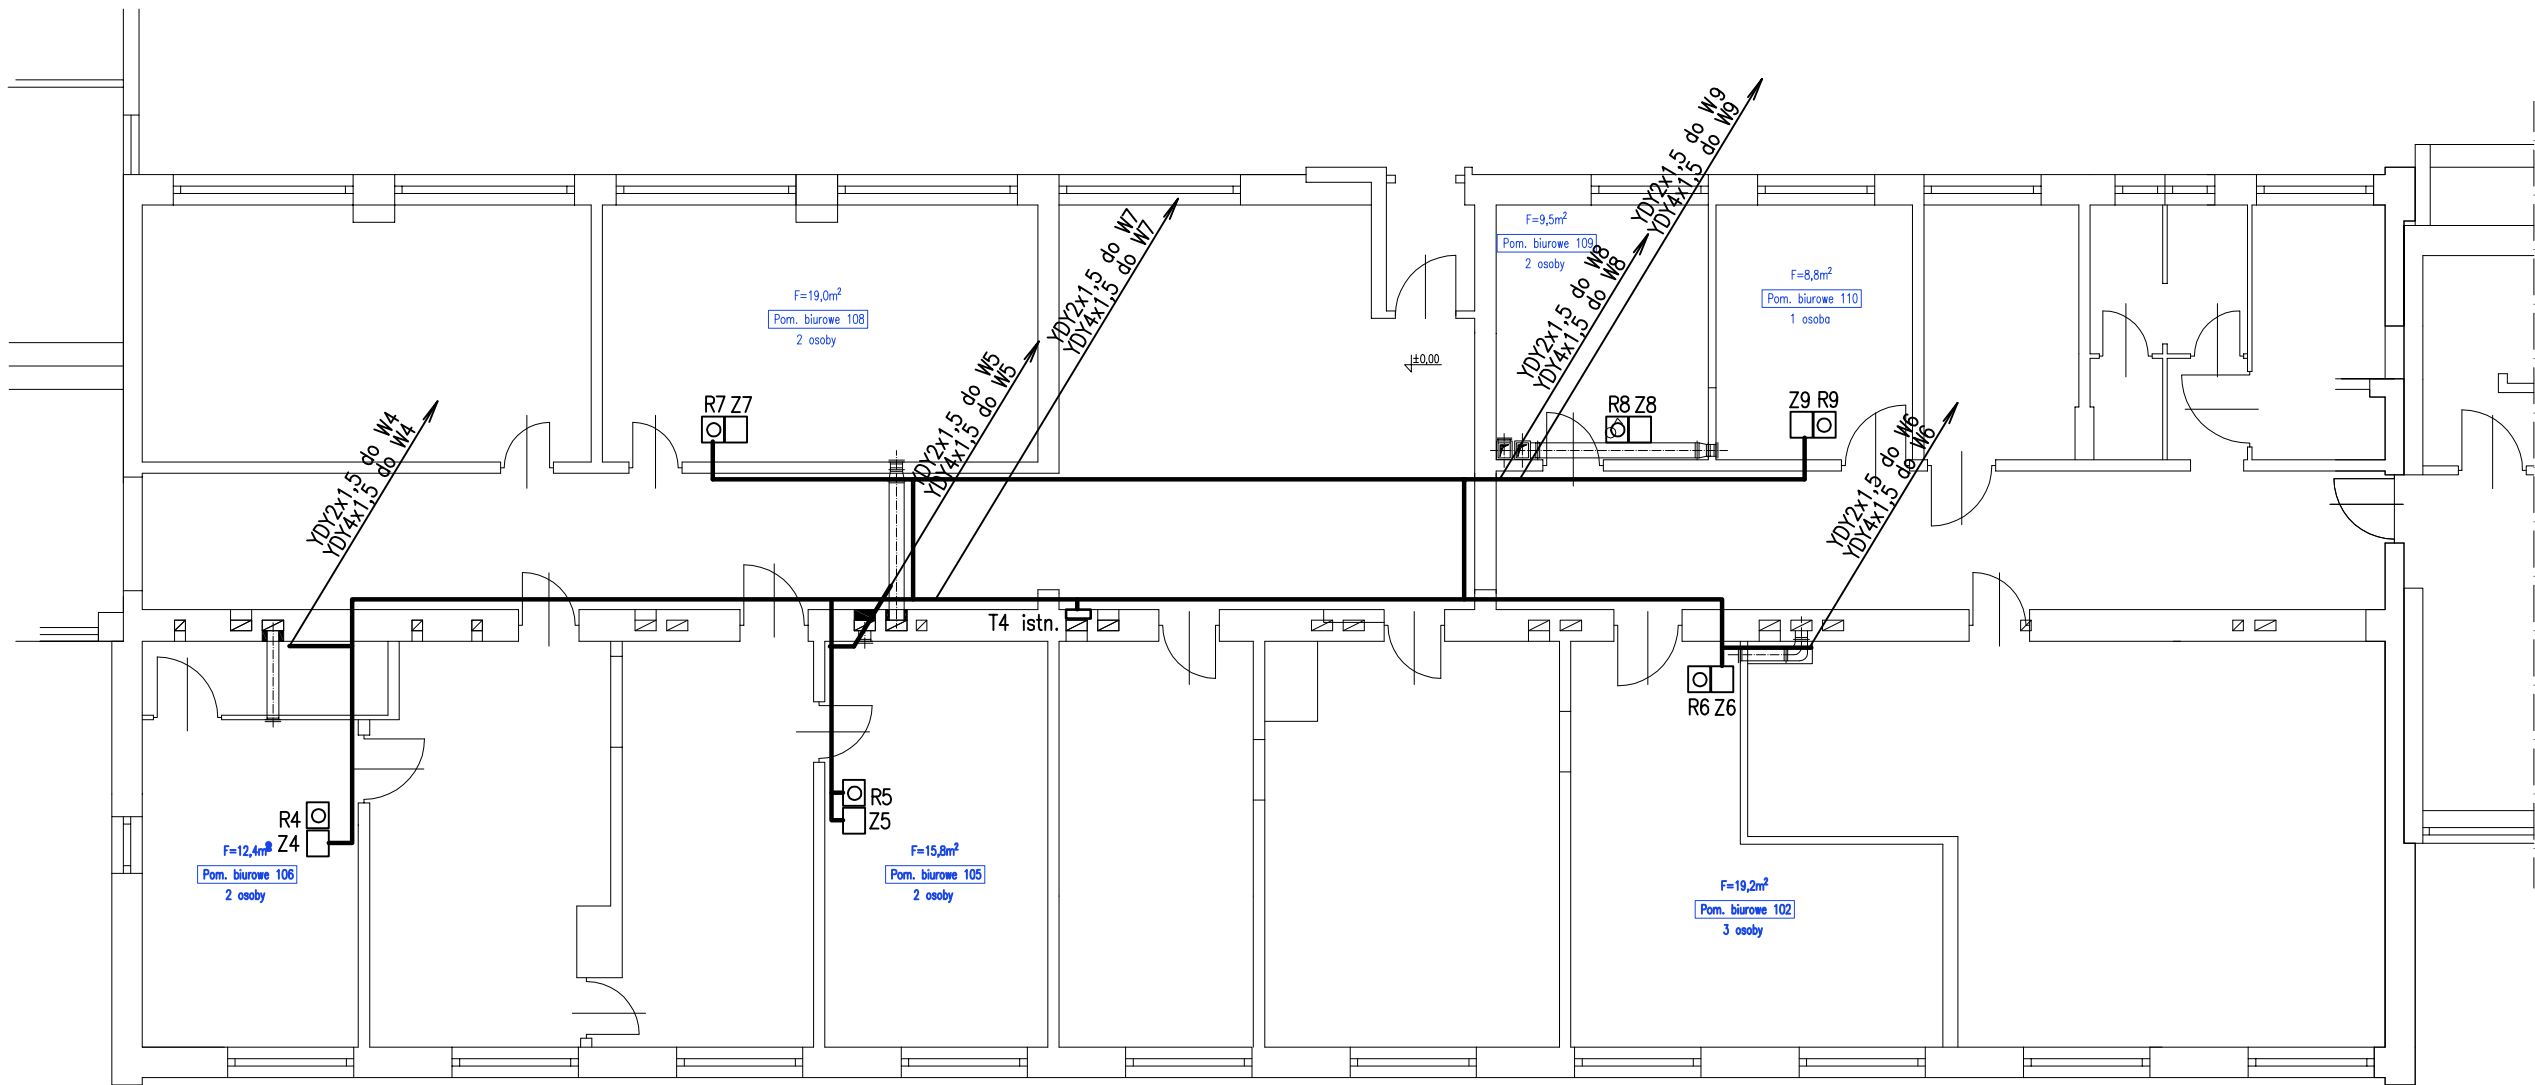 YDY2x1,5 do W9
YDY4x1,5 do W9
F=9,5m²
Pom. biurowe 109
2 osoby
YDY2x1,5 do W7
YDY4x1,5 do W7
YDY2x1,5 do W8
YDY4x1,5 do W8
F=8,8m²
Pom. biurowe 110
1 osoba
F=19,0m²
Pom. biurowe 108
2 osoby
±0,00
YDY2x1,5 do W5
YDY4x1,5 do W5
R7 Z7
R8 Z8
Z9 R9
YDY2x1,5 do W4
YDY4x1,5 do W4
YDY2x1,5 do W6
YDY4x1,5 do W6
T4 istn.
R6 Z6
R5
Z5
R4
Z4
F=12,4m²
Pom. biurowe 106
2 osoby
F=15,8m²
Pom. biurowe 105
2 osoby
F=19,2m²
Pom. biurowe 102
3 osoby